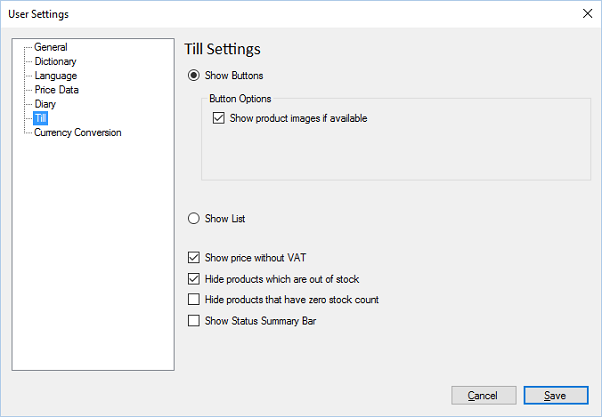 User Settings
General
Dictionary
Language
Price Data
Diary
Till
Currency Conversion
Till Settings
Show Buttons
Button Options
Show product images if available
Show List
Show price without VAT
Hide products which are out of stock
Hide products that have zero stock count
Show Status Summary Bar
Cancel
Save